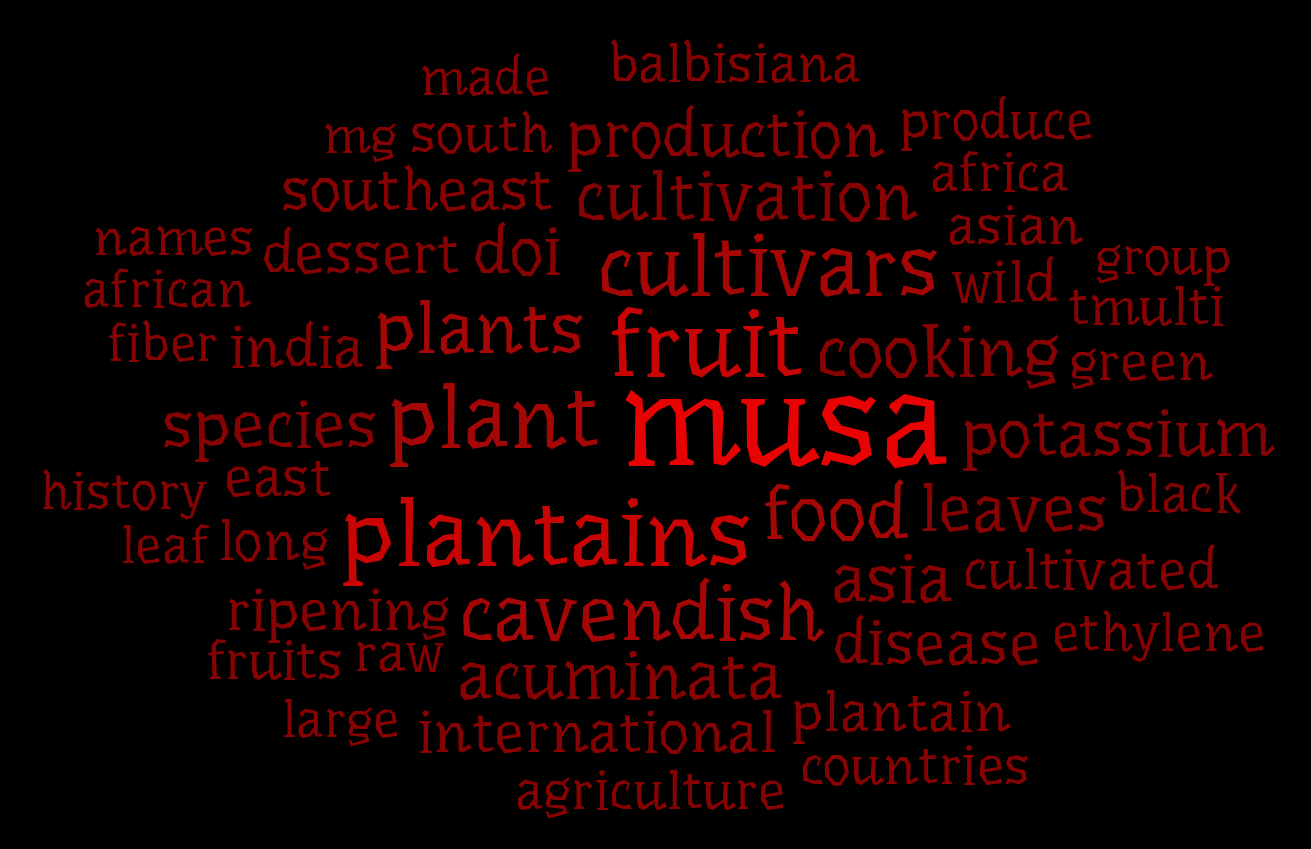 made balbisiana
mg south production produce
southeast cultivation africa
names dessert doi cultivars asian group
african wild tmulti
fiber india plants fruit cooking green
species plant musa potassium
history east food leaves black
leaf long plantains asia cultivated
ripening cavendish disease ethylene
fruits raw acuminata
large international plantain
agriculture countries